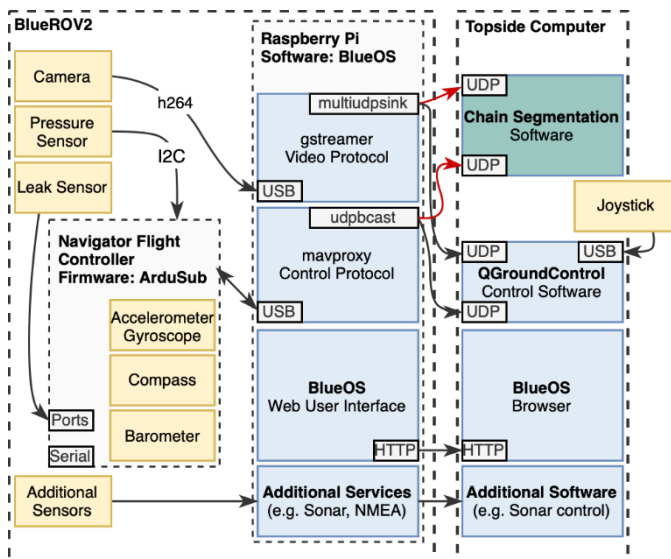 BlueROV2
Camera
Pressure
Sensor
Leak Sensor
h264
I2C
Navigator Flight
Controller
Firmware: ArduSub
Accelerometer
Gyroscope
Compass
Barometer
Ports
Serial
Additional
Sensors
Raspberry Pi
Software: BlueOS
multiudpsink
gstreamer
Video Protocol
USB
udpbcast
mavproxy
Control Protocol
USB
BlueOS
Web User Interface
HTTP
Additional Services
(e.g. Sonar, NMEA)
Topside Computer
UDP
Chain Segmentation
Software
UDP
Joystick
UDP
USB
QGroundControl
Control Software
UDP
BlueOS
Browser
HTTP
Additional Software
(e.g. Sonar control)